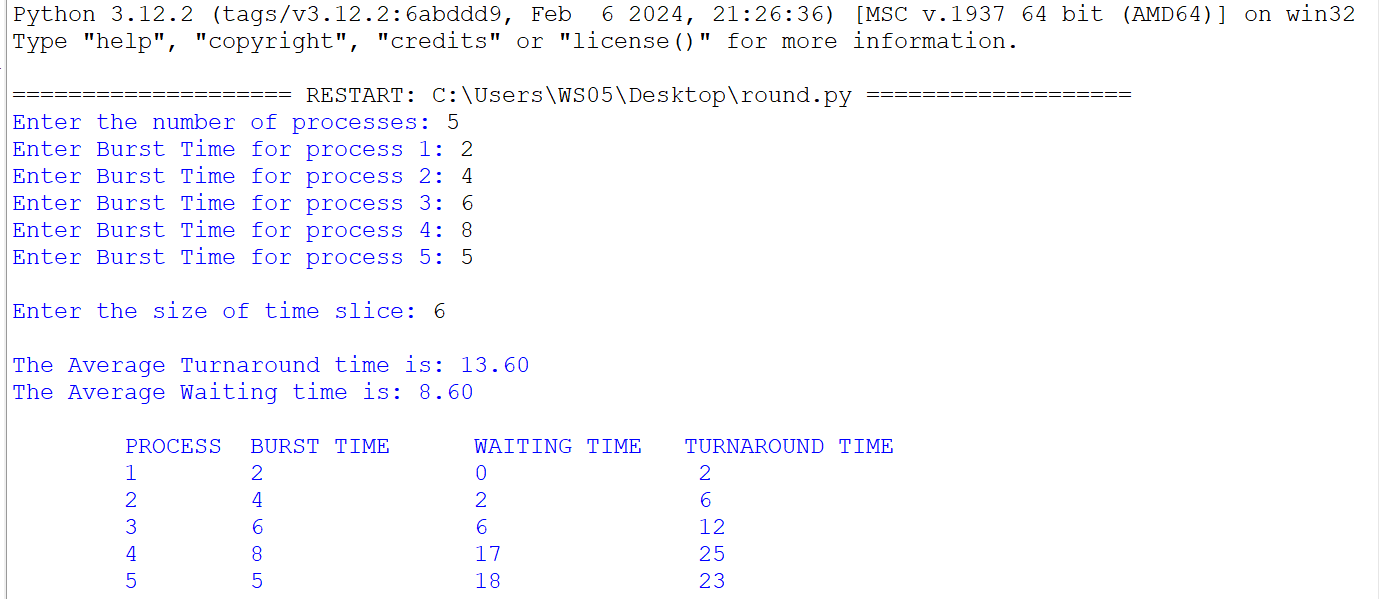 Python 3.12.2 (tags/v3.12.2:6abddd9, Feb  6 2024, 21:26:36) [MSC v.1937 64 bit (AMD64)] on win32
Type "help", "copyright", "credits" or "license()" for more information.
==================== RESTART: C:\Users\WS05\Desktop\round.py ===================
Enter the number of processes: 5
Enter Burst Time for process 1: 2
Enter Burst Time for process 2: 4
Enter Burst Time for process 3: 6
Enter Burst Time for process 4: 8
Enter Burst Time for process 5: 5
Enter the size of time slice: 6
The Average Turnaround time is: 13.60
The Average Waiting time is: 8.60
PROCESS BURST TIME WAITING TIME TURNAROUND TIME
1 2 0 2
2 4 2 6
3 6 6 12
4 8 17 25
5 5 18 23